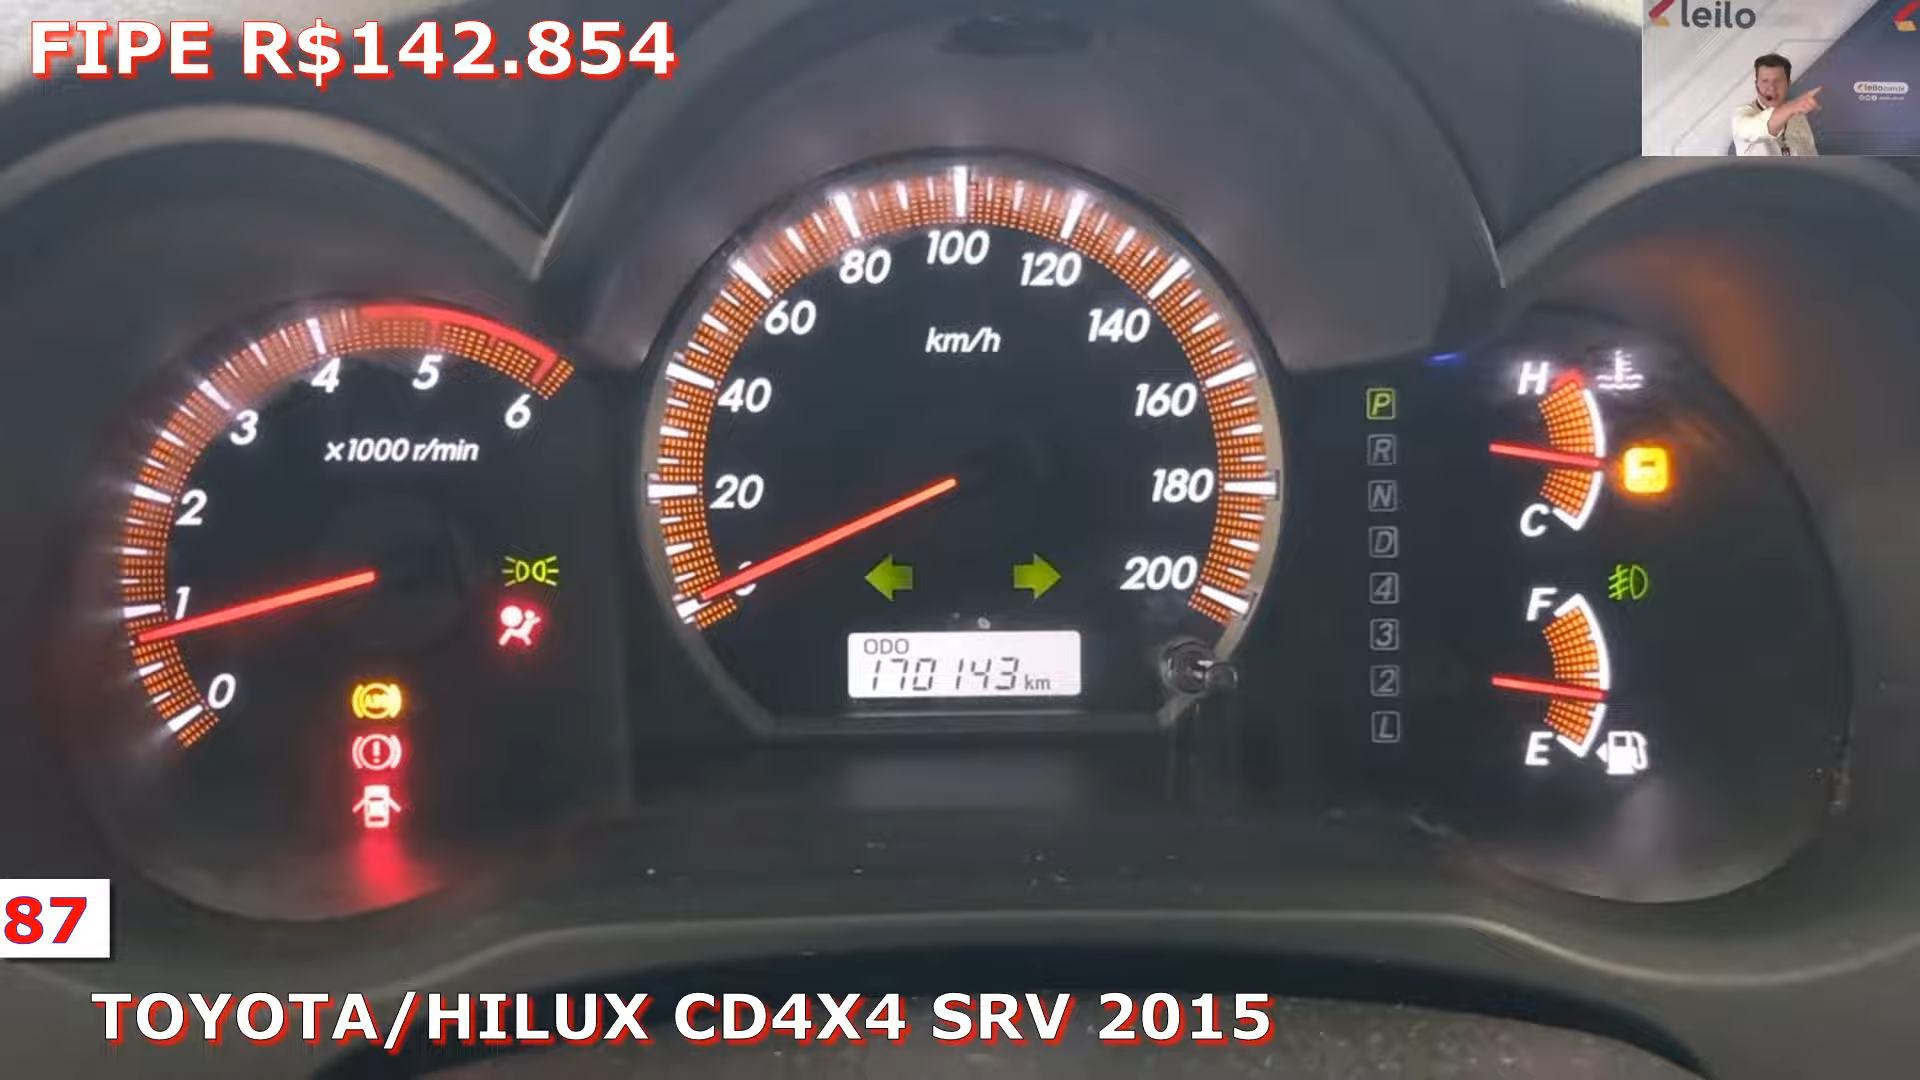 FIPE R$142.854
leilo
0
1
2
3
4
5
6
x1000 r/min
ABS
20
40
60
80
100
120
140
160
180
200
km/h
ODO
170143 km
P
R
N
D
4
3
2
L
H
C
F
E
87
TOYOTA/HILUX CD4X4 SRV 2015